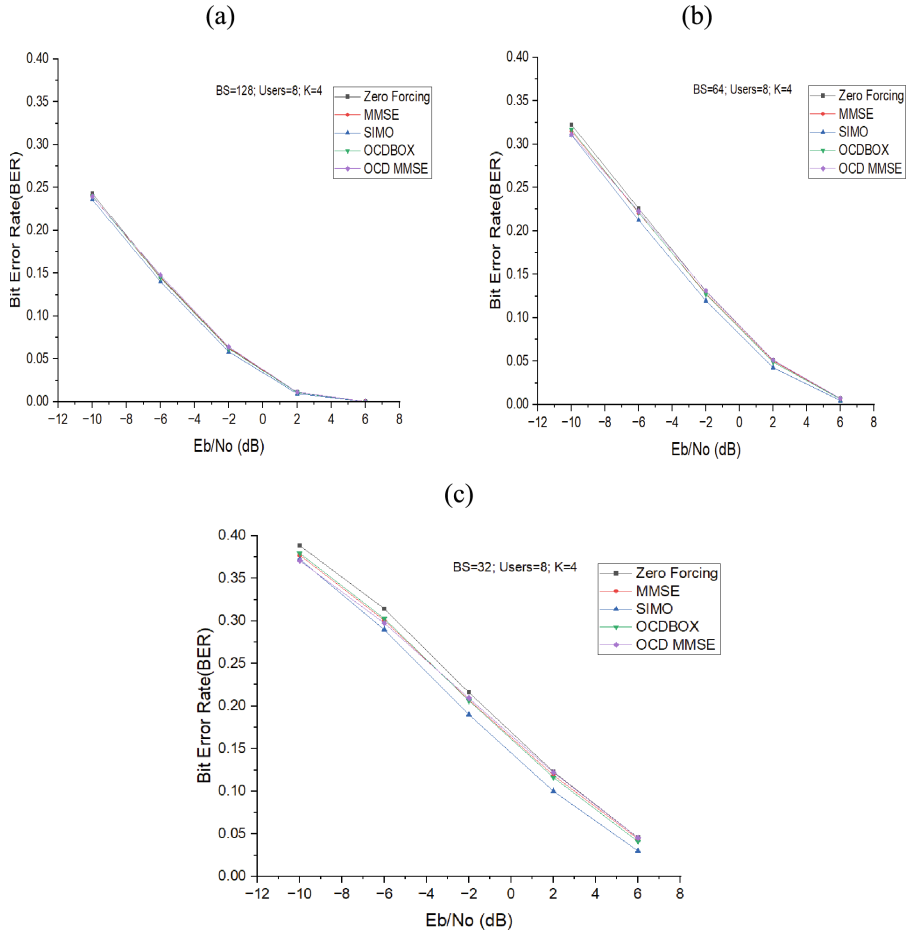 (a)
0.40
0.35
0.30
0.25
0.20
0.15
0.10
0.05
0.00
Bit Error Rate(BER)
BS=128; Users=8; K=4
Zero Forcing
MMSE
SIMO
OCDBOX
OCD MMSE
−12 −10 −8 −6 −4 −2 0 2 4 6 8
Eb/No (dB)
(b)
0.40
0.35
0.30
0.25
0.20
0.15
0.10
0.05
0.00
Bit Error Rate(BER)
BS=64; Users=8; K=4
Zero Forcing
MMSE
SIMO
OCDBOX
OCD MMSE
−12 −10 −8 −6 −4 −2 0 2 4 6 8
Eb/No (dB)
(c)
0.40
0.35
0.30
0.25
0.20
0.15
0.10
0.05
0.00
Bit Error Rate(BER)
BS=32; Users=8; K=4
Zero Forcing
MMSE
SIMO
OCDBOX
OCD MMSE
−12 −10 −8 −6 −4 −2 0 2 4 6 8
Eb/No (dB)